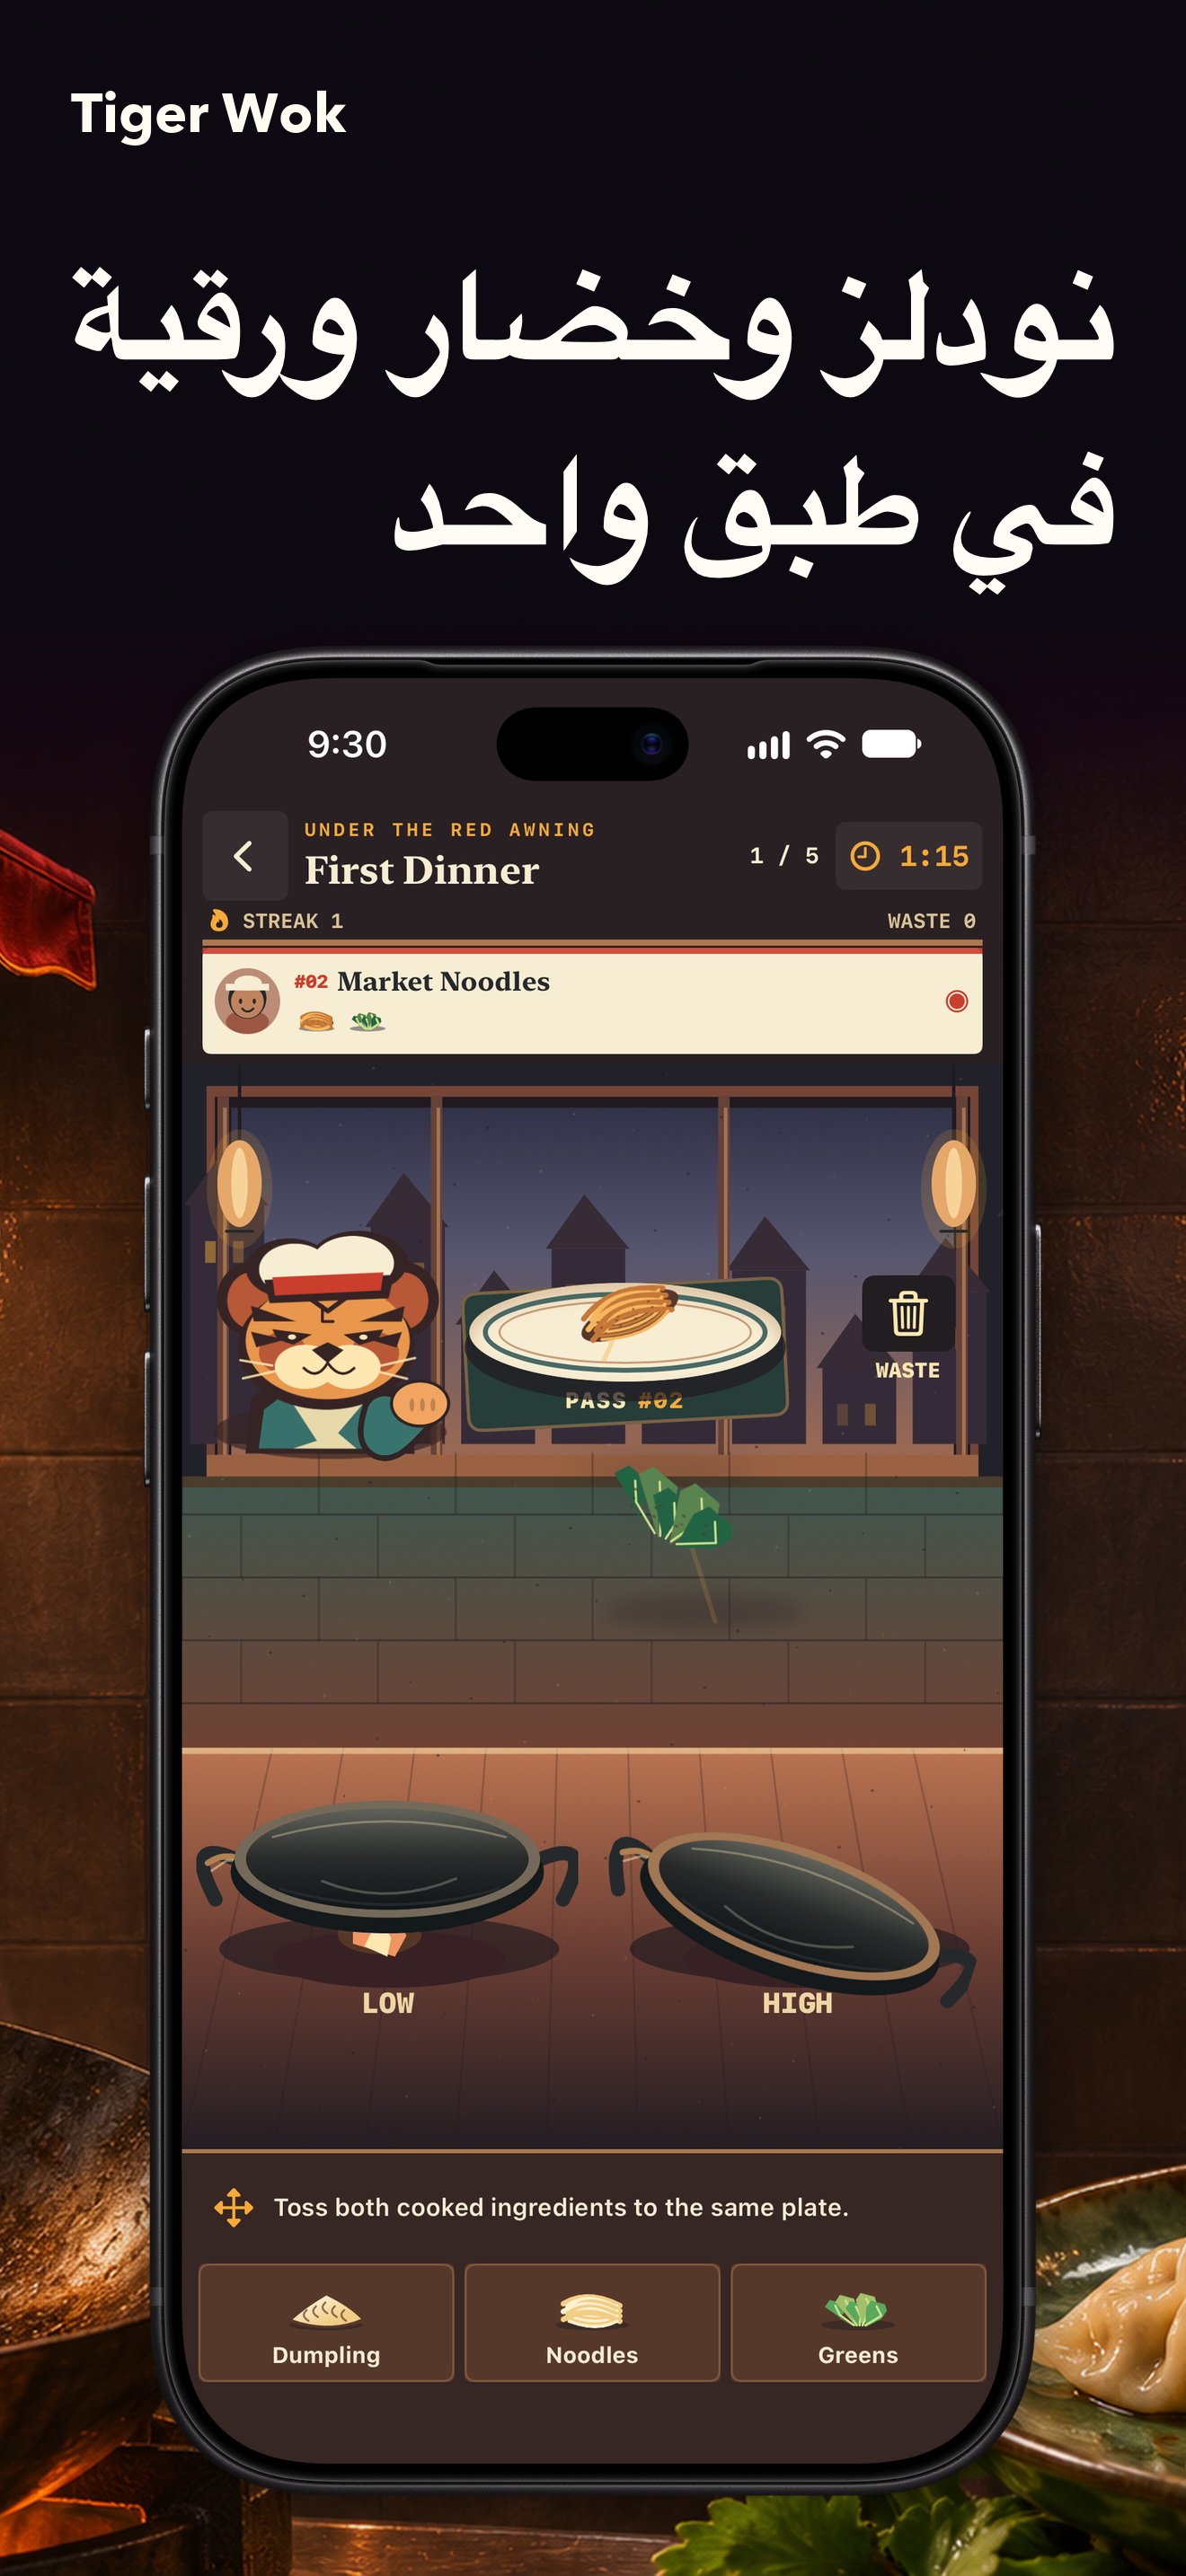 Tiger Wok
نودلز وخضار ورقية
في طبق واحد
9:30
UNDER THE RED AWNING
First Dinner
1 / 5
1:15
STREAK 1
WASTE 0
#02 Market Noodles
WASTE
PASS #02
LOW
HIGH
Toss both cooked ingredients to the same plate.
Dumpling
Noodles
Greens